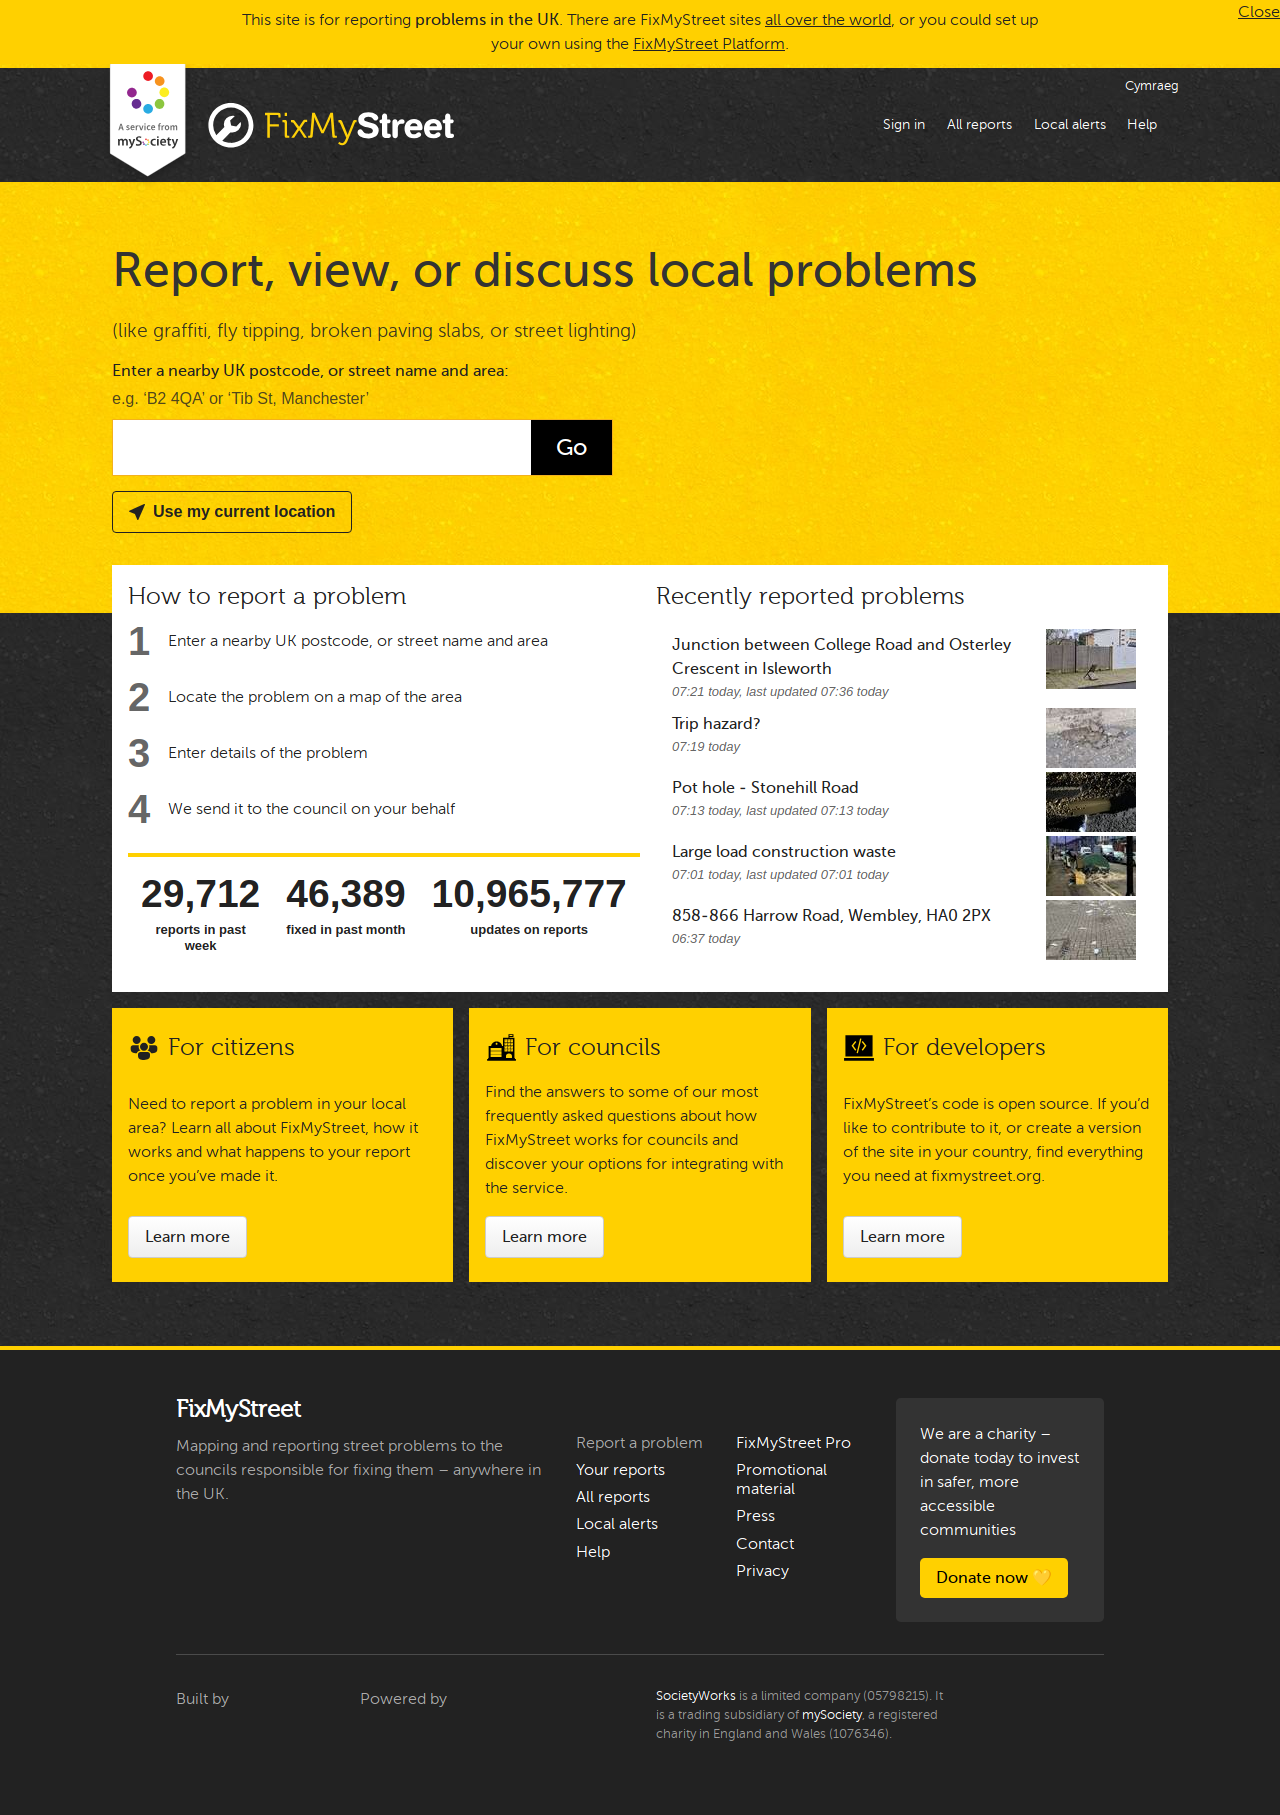 This site is for reporting problems in the UK. There are FixMyStreet sites all over the world, or you could set up
your own using the FixMyStreet Platform.
Close
Cymraeg
A service from
mySociety
FixMyStreet
Sign in
All reports
Local alerts
Help
Report, view, or discuss local problems
(like graffiti, fly tipping, broken paving slabs, or street lighting)
Enter a nearby UK postcode, or street name and area:
e.g. ‘B2 4QA’ or ‘Tib St, Manchester’
Go
Use my current location
How to report a problem
1 Enter a nearby UK postcode, or street name and area
2 Locate the problem on a map of the area
3 Enter details of the problem
4 We send it to the council on your behalf
29,712
reports in past
week
46,389
fixed in past month
10,965,777
updates on reports
Recently reported problems
Junction between College Road and Osterley
Crescent in Isleworth
07:21 today, last updated 07:36 today
Trip hazard?
07:19 today
Pot hole - Stonehill Road
07:13 today, last updated 07:13 today
Large load construction waste
07:01 today, last updated 07:01 today
858-866 Harrow Road, Wembley, HA0 2PX
06:37 today
For citizens
Need to report a problem in your local
area? Learn all about FixMyStreet, how it
works and what happens to your report
once you’ve made it.
Learn more
For councils
Find the answers to some of our most
frequently asked questions about how
FixMyStreet works for councils and
discover your options for integrating with
the service.
Learn more
For developers
FixMyStreet’s code is open source. If you’d
like to contribute to it, or create a version
of the site in your country, find everything
you need at fixmystreet.org.
Learn more
FixMyStreet
Mapping and reporting street problems to the
councils responsible for fixing them – anywhere in
the UK.
Report a problem
Your reports
All reports
Local alerts
Help
FixMyStreet Pro
Promotional
material
Press
Contact
Privacy
We are a charity –
donate today to invest
in safer, more
accessible
communities
Donate now 💛
Built by
Powered by
SocietyWorks is a limited company (05798215). It
is a trading subsidiary of mySociety, a registered
charity in England and Wales (1076346).